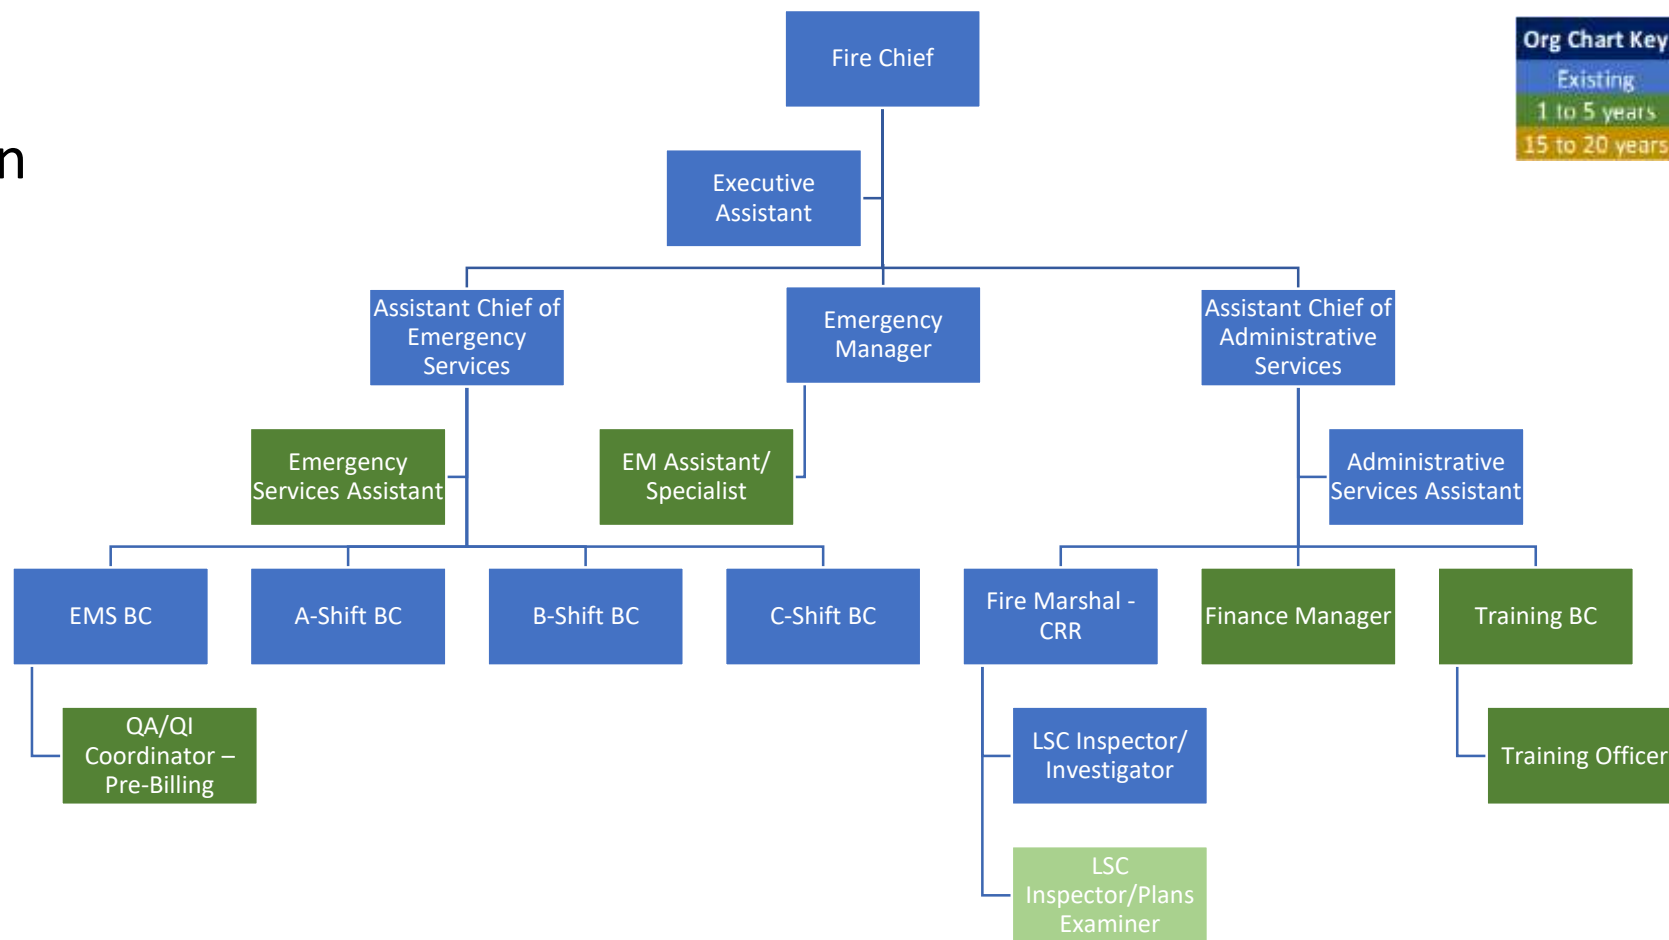 n
Org Chart Key
Existing
1 to 5 years
15 to 20 years
Fire Chief
Executive
Assistant
Assistant Chief of
Emergency
Services
Emergency
Manager
Assistant Chief of
Administrative
Services
Emergency
Services Assistant
EM Assistant/
Specialist
Administrative
Services Assistant
EMS BC
A-Shift BC
B-Shift BC
C-Shift BC
Fire Marshal -
CRR
Finance Manager
Training BC
QA/QI
Coordinator –
Pre-Billing
LSC Inspector/
Investigator
Training Officer
LSC
Inspector/Plans
Examiner